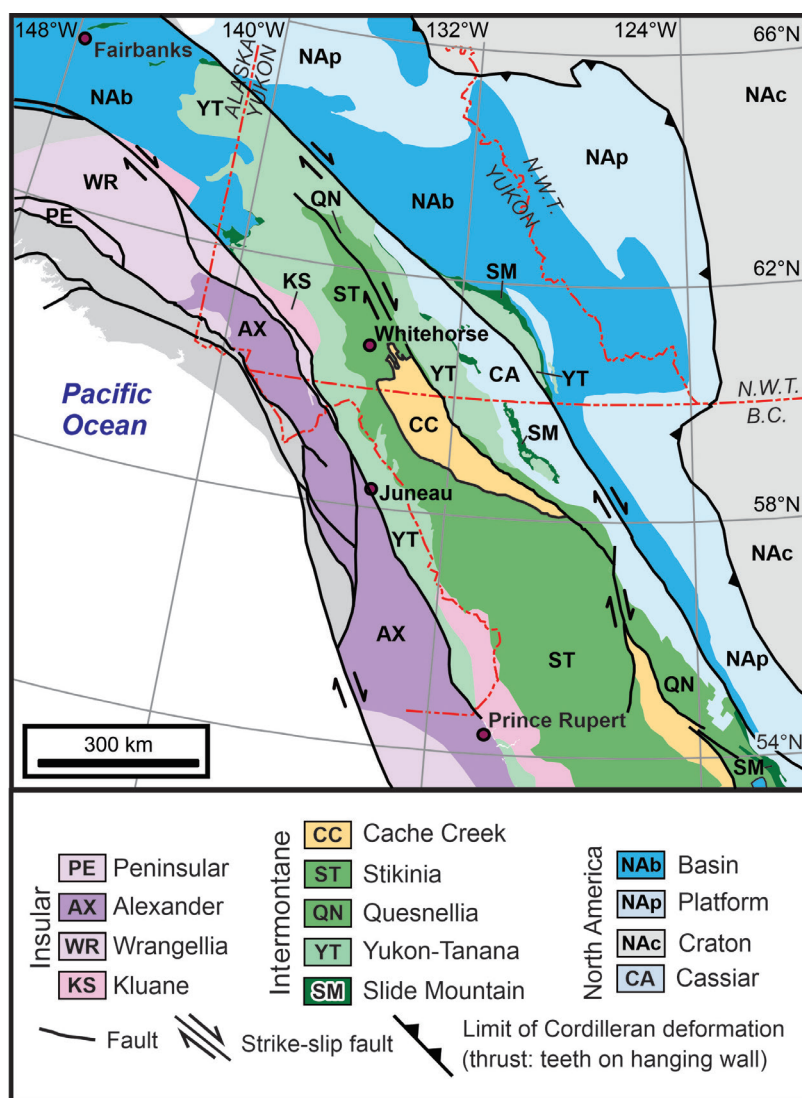 148°W
140°W
132°W
124°W
66°N
Fairbanks
ALASKA
YUKON
NAp
NAc
NAb
YT
NAp
WR
QN
NAb
N.W.T.
YUKON
PE
62°N
KS
ST
SM
AX
Whitehorse
YT
CA
YT
Pacific
Ocean
N.W.T.
B.C.
CC
SM
Juneau
58°N
YT
NAc
AX
ST
NAp
QN
Prince Rupert
54°N
300 km
SM
Insular
PE Peninsular
AX Alexander
WR Wrangellia
KS Kluane
Intermontane
CC Cache Creek
ST Stikinia
QN Quesnellia
YT Yukon-Tanana
SM Slide Mountain
North America
NAb Basin
NAp Platform
NAc Craton
CA Cassiar
Fault
Strike-slip fault
Limit of Cordilleran deformation
(thrust: teeth on hanging wall)